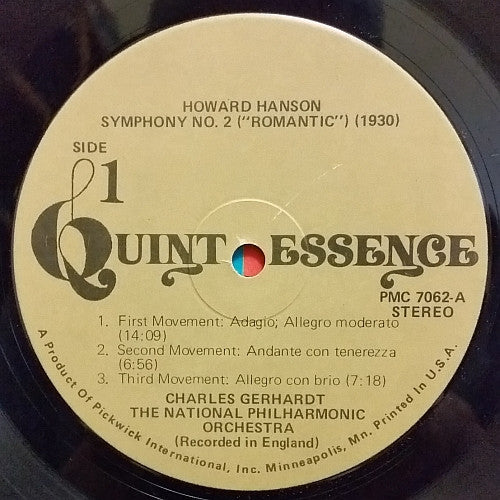 HOWARD HANSON
SYMPHONY NO. 2 ("ROMANTIC") (1930)
SIDE
1
QUINTESSENCE
PMC 7062-A
STEREO
1. First Movement: Adagio; Allegro moderato
(14:09)
2. Second Movement: Andante con tenerezza
(6:56)
3. Third Movement: Allegro con brio (7:18)
CHARLES GERHARDT
THE NATIONAL PHILHARMONIC
ORCHESTRA
(Recorded in England)
A Product Of Pickwick International, Inc. Minneapolis, Mn. Printed In U.S.A.